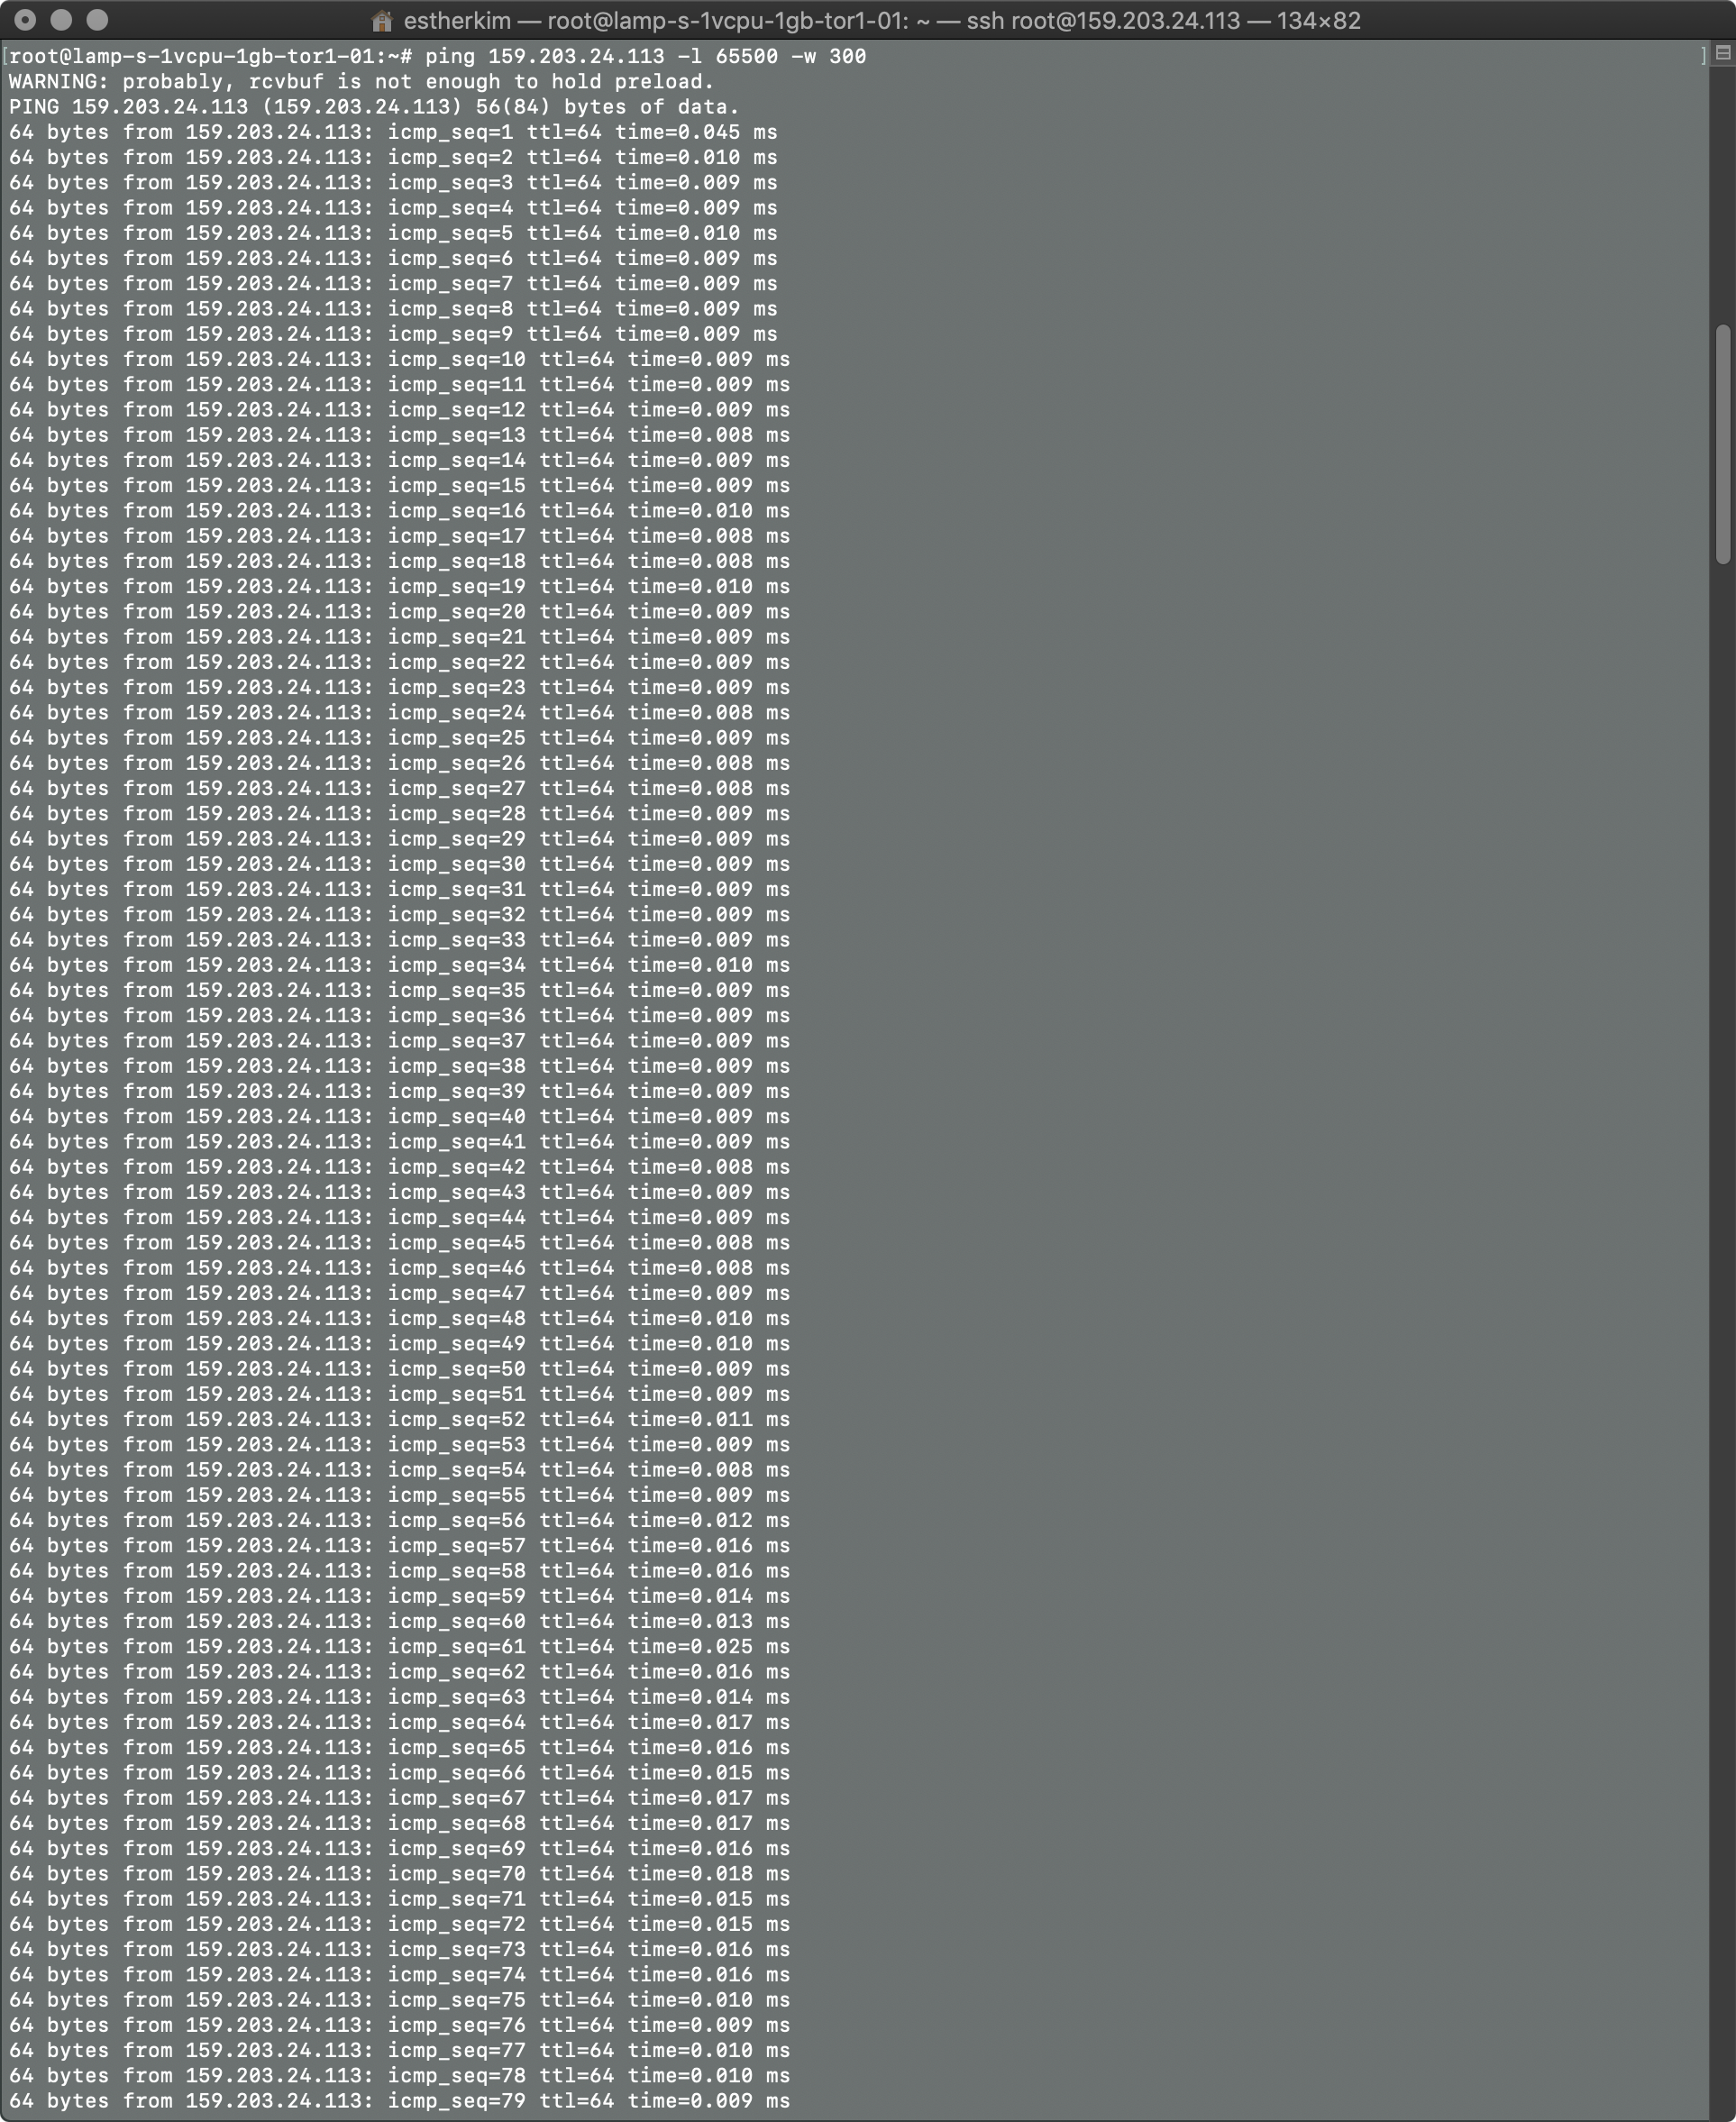 estherkim — root@lamp-s-1vcpu-1gb-tor1-01: ~ — ssh root@159.203.24.113 — 134×82
[root@lamp-s-1vcpu-1gb-tor1-01:~# ping 159.203.24.113 -l 65500 -w 300 ]
WARNING: probably, rcvbuf is not enough to hold preload.
PING 159.203.24.113 (159.203.24.113) 56(84) bytes of data.
64 bytes from 159.203.24.113: icmp_seq=1 ttl=64 time=0.045 ms
64 bytes from 159.203.24.113: icmp_seq=2 ttl=64 time=0.010 ms
64 bytes from 159.203.24.113: icmp_seq=3 ttl=64 time=0.009 ms
64 bytes from 159.203.24.113: icmp_seq=4 ttl=64 time=0.009 ms
64 bytes from 159.203.24.113: icmp_seq=5 ttl=64 time=0.010 ms
64 bytes from 159.203.24.113: icmp_seq=6 ttl=64 time=0.009 ms
64 bytes from 159.203.24.113: icmp_seq=7 ttl=64 time=0.009 ms
64 bytes from 159.203.24.113: icmp_seq=8 ttl=64 time=0.009 ms
64 bytes from 159.203.24.113: icmp_seq=9 ttl=64 time=0.009 ms
64 bytes from 159.203.24.113: icmp_seq=10 ttl=64 time=0.009 ms
64 bytes from 159.203.24.113: icmp_seq=11 ttl=64 time=0.009 ms
64 bytes from 159.203.24.113: icmp_seq=12 ttl=64 time=0.009 ms
64 bytes from 159.203.24.113: icmp_seq=13 ttl=64 time=0.008 ms
64 bytes from 159.203.24.113: icmp_seq=14 ttl=64 time=0.009 ms
64 bytes from 159.203.24.113: icmp_seq=15 ttl=64 time=0.009 ms
64 bytes from 159.203.24.113: icmp_seq=16 ttl=64 time=0.010 ms
64 bytes from 159.203.24.113: icmp_seq=17 ttl=64 time=0.008 ms
64 bytes from 159.203.24.113: icmp_seq=18 ttl=64 time=0.008 ms
64 bytes from 159.203.24.113: icmp_seq=19 ttl=64 time=0.010 ms
64 bytes from 159.203.24.113: icmp_seq=20 ttl=64 time=0.009 ms
64 bytes from 159.203.24.113: icmp_seq=21 ttl=64 time=0.009 ms
64 bytes from 159.203.24.113: icmp_seq=22 ttl=64 time=0.009 ms
64 bytes from 159.203.24.113: icmp_seq=23 ttl=64 time=0.009 ms
64 bytes from 159.203.24.113: icmp_seq=24 ttl=64 time=0.008 ms
64 bytes from 159.203.24.113: icmp_seq=25 ttl=64 time=0.009 ms
64 bytes from 159.203.24.113: icmp_seq=26 ttl=64 time=0.008 ms
64 bytes from 159.203.24.113: icmp_seq=27 ttl=64 time=0.008 ms
64 bytes from 159.203.24.113: icmp_seq=28 ttl=64 time=0.009 ms
64 bytes from 159.203.24.113: icmp_seq=29 ttl=64 time=0.009 ms
64 bytes from 159.203.24.113: icmp_seq=30 ttl=64 time=0.009 ms
64 bytes from 159.203.24.113: icmp_seq=31 ttl=64 time=0.009 ms
64 bytes from 159.203.24.113: icmp_seq=32 ttl=64 time=0.009 ms
64 bytes from 159.203.24.113: icmp_seq=33 ttl=64 time=0.009 ms
64 bytes from 159.203.24.113: icmp_seq=34 ttl=64 time=0.010 ms
64 bytes from 159.203.24.113: icmp_seq=35 ttl=64 time=0.009 ms
64 bytes from 159.203.24.113: icmp_seq=36 ttl=64 time=0.009 ms
64 bytes from 159.203.24.113: icmp_seq=37 ttl=64 time=0.009 ms
64 bytes from 159.203.24.113: icmp_seq=38 ttl=64 time=0.009 ms
64 bytes from 159.203.24.113: icmp_seq=39 ttl=64 time=0.009 ms
64 bytes from 159.203.24.113: icmp_seq=40 ttl=64 time=0.009 ms
64 bytes from 159.203.24.113: icmp_seq=41 ttl=64 time=0.009 ms
64 bytes from 159.203.24.113: icmp_seq=42 ttl=64 time=0.008 ms
64 bytes from 159.203.24.113: icmp_seq=43 ttl=64 time=0.009 ms
64 bytes from 159.203.24.113: icmp_seq=44 ttl=64 time=0.009 ms
64 bytes from 159.203.24.113: icmp_seq=45 ttl=64 time=0.008 ms
64 bytes from 159.203.24.113: icmp_seq=46 ttl=64 time=0.008 ms
64 bytes from 159.203.24.113: icmp_seq=47 ttl=64 time=0.009 ms
64 bytes from 159.203.24.113: icmp_seq=48 ttl=64 time=0.010 ms
64 bytes from 159.203.24.113: icmp_seq=49 ttl=64 time=0.010 ms
64 bytes from 159.203.24.113: icmp_seq=50 ttl=64 time=0.009 ms
64 bytes from 159.203.24.113: icmp_seq=51 ttl=64 time=0.009 ms
64 bytes from 159.203.24.113: icmp_seq=52 ttl=64 time=0.011 ms
64 bytes from 159.203.24.113: icmp_seq=53 ttl=64 time=0.009 ms
64 bytes from 159.203.24.113: icmp_seq=54 ttl=64 time=0.008 ms
64 bytes from 159.203.24.113: icmp_seq=55 ttl=64 time=0.009 ms
64 bytes from 159.203.24.113: icmp_seq=56 ttl=64 time=0.012 ms
64 bytes from 159.203.24.113: icmp_seq=57 ttl=64 time=0.016 ms
64 bytes from 159.203.24.113: icmp_seq=58 ttl=64 time=0.016 ms
64 bytes from 159.203.24.113: icmp_seq=59 ttl=64 time=0.014 ms
64 bytes from 159.203.24.113: icmp_seq=60 ttl=64 time=0.013 ms
64 bytes from 159.203.24.113: icmp_seq=61 ttl=64 time=0.025 ms
64 bytes from 159.203.24.113: icmp_seq=62 ttl=64 time=0.016 ms
64 bytes from 159.203.24.113: icmp_seq=63 ttl=64 time=0.014 ms
64 bytes from 159.203.24.113: icmp_seq=64 ttl=64 time=0.017 ms
64 bytes from 159.203.24.113: icmp_seq=65 ttl=64 time=0.016 ms
64 bytes from 159.203.24.113: icmp_seq=66 ttl=64 time=0.015 ms
64 bytes from 159.203.24.113: icmp_seq=67 ttl=64 time=0.017 ms
64 bytes from 159.203.24.113: icmp_seq=68 ttl=64 time=0.017 ms
64 bytes from 159.203.24.113: icmp_seq=69 ttl=64 time=0.016 ms
64 bytes from 159.203.24.113: icmp_seq=70 ttl=64 time=0.018 ms
64 bytes from 159.203.24.113: icmp_seq=71 ttl=64 time=0.015 ms
64 bytes from 159.203.24.113: icmp_seq=72 ttl=64 time=0.015 ms
64 bytes from 159.203.24.113: icmp_seq=73 ttl=64 time=0.016 ms
64 bytes from 159.203.24.113: icmp_seq=74 ttl=64 time=0.016 ms
64 bytes from 159.203.24.113: icmp_seq=75 ttl=64 time=0.010 ms
64 bytes from 159.203.24.113: icmp_seq=76 ttl=64 time=0.009 ms
64 bytes from 159.203.24.113: icmp_seq=77 ttl=64 time=0.010 ms
64 bytes from 159.203.24.113: icmp_seq=78 ttl=64 time=0.010 ms
64 bytes from 159.203.24.113: icmp_seq=79 ttl=64 time=0.009 ms